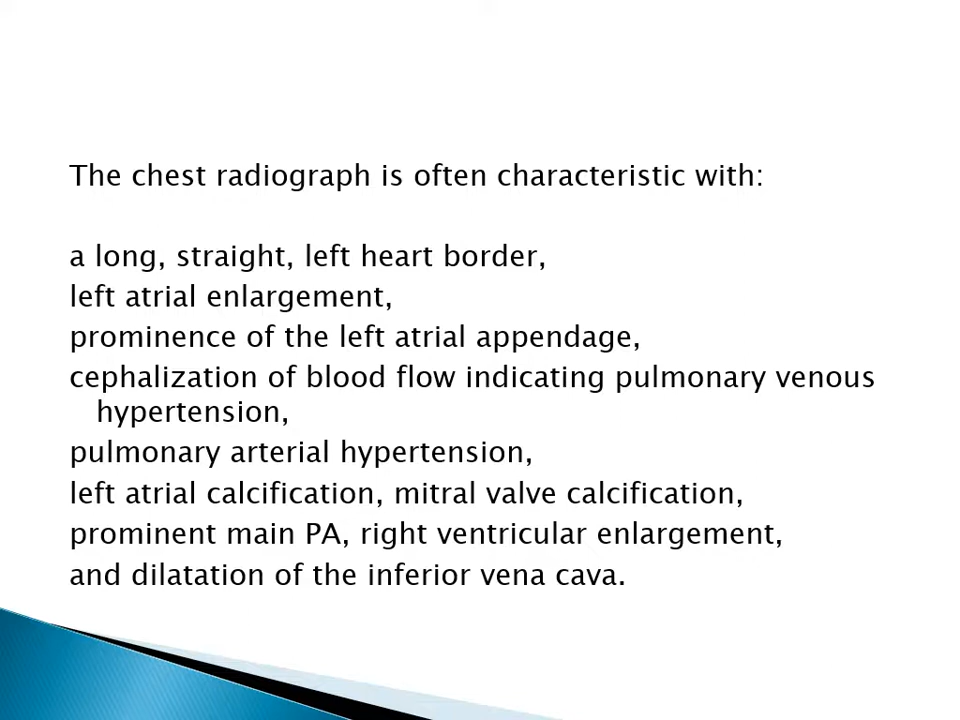 The chest radiograph is often characteristic with:
a long, straight, left heart border,
left atrial enlargement,
prominence of the left atrial appendage,
cephalization of blood flow indicating pulmonary venous
hypertension,
pulmonary arterial hypertension,
left atrial calcification, mitral valve calcification,
prominent main PA, right ventricular enlargement,
and dilatation of the inferior vena cava.